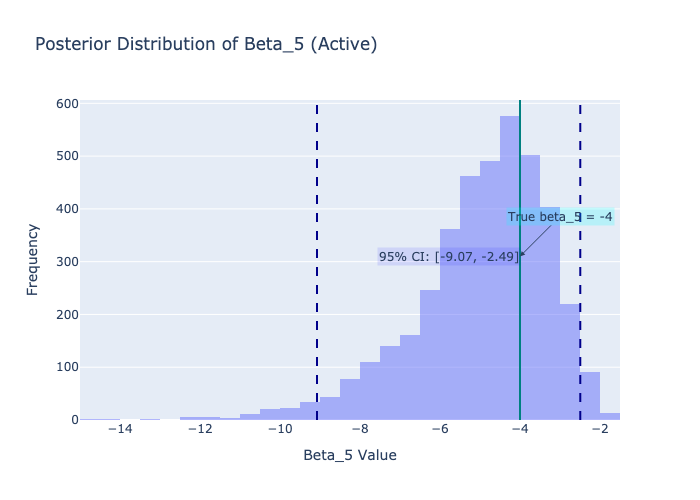 Posterior Distribution of Beta_5 (Active)
600
500
400
300
200
100
0
Frequency
True beta_5 = -4
95% CI: [-9.07, -2.49]
−14
−12
−10
−8
−6
−4
−2
Beta_5 Value